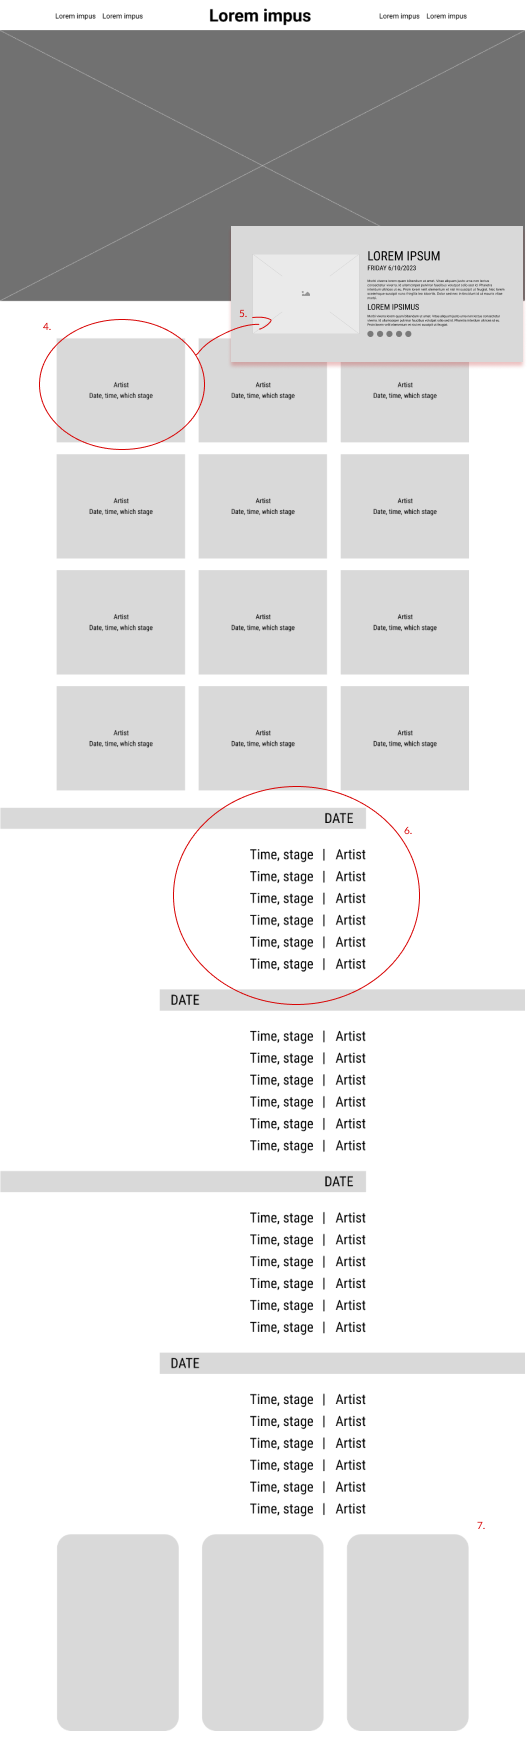 Lorem impus Lorem impus Lorem impus Lorem impus Lorem impus
LOREM IPSUM
FRIDAY 6/10/2023
LOREM IPSIMUS
4.
5.
Artist
Date, time, which stage
Artist
Date, time, which stage
Artist
Date, time, which stage
Artist
Date, time, which stage
Artist
Date, time, which stage
Artist
Date, time, which stage
Artist
Date, time, which stage
Artist
Date, time, which stage
Artist
Date, time, which stage
Artist
Date, time, which stage
Artist
Date, time, which stage
Artist
Date, time, which stage
DATE
6.
Time, stage | Artist
Time, stage | Artist
Time, stage | Artist
Time, stage | Artist
Time, stage | Artist
Time, stage | Artist
DATE
Time, stage | Artist
Time, stage | Artist
Time, stage | Artist
Time, stage | Artist
Time, stage | Artist
Time, stage | Artist
DATE
Time, stage | Artist
Time, stage | Artist
Time, stage | Artist
Time, stage | Artist
Time, stage | Artist
Time, stage | Artist
DATE
Time, stage | Artist
Time, stage | Artist
Time, stage | Artist
Time, stage | Artist
Time, stage | Artist
Time, stage | Artist
7.